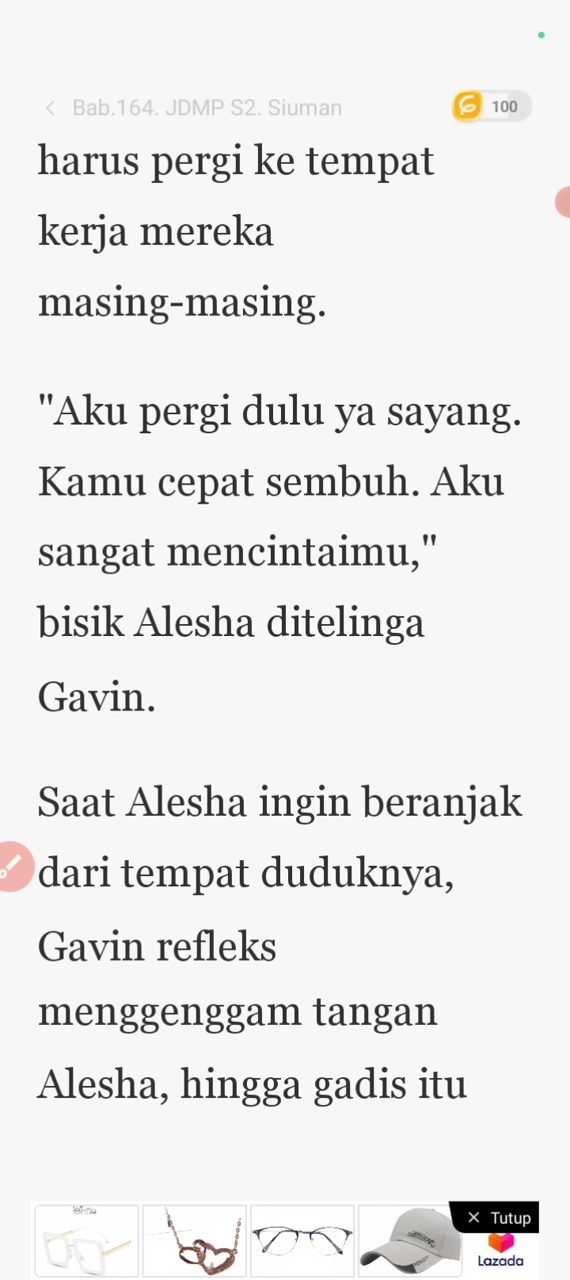 Bab.164. JDMP S2. Siuman
100
harus pergi ke tempat
kerja mereka
masing-masing.
"Aku pergi dulu ya sayang.
Kamu cepat sembuh. Aku
sangat mencintaimu,"
bisik Alesha ditelinga
Gavin.
Saat Alesha ingin beranjak
dari tempat duduknya,
Gavin refleks
menggenggam tangan
Alesha, hingga gadis itu
× Tutup
Lazada